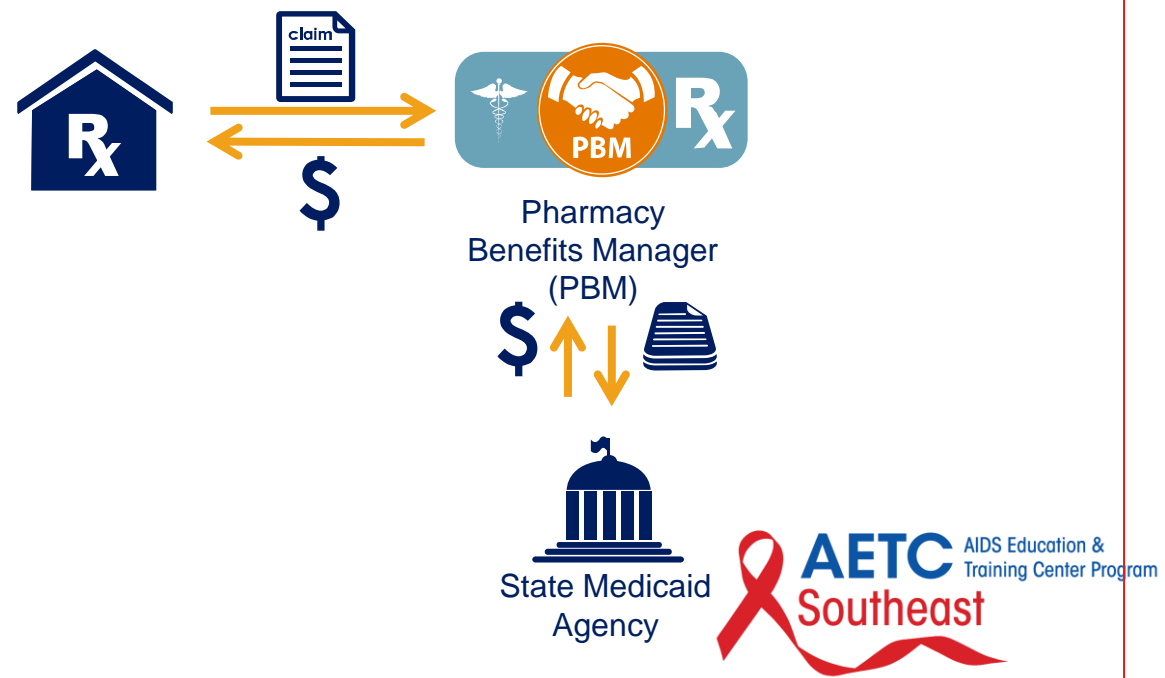 claim
Rx
$
PBM
Rx
Pharmacy
Benefits Manager
(PBM)
$
State Medicaid
Agency
AETC AIDS Education &
Training Center Program
Southeast